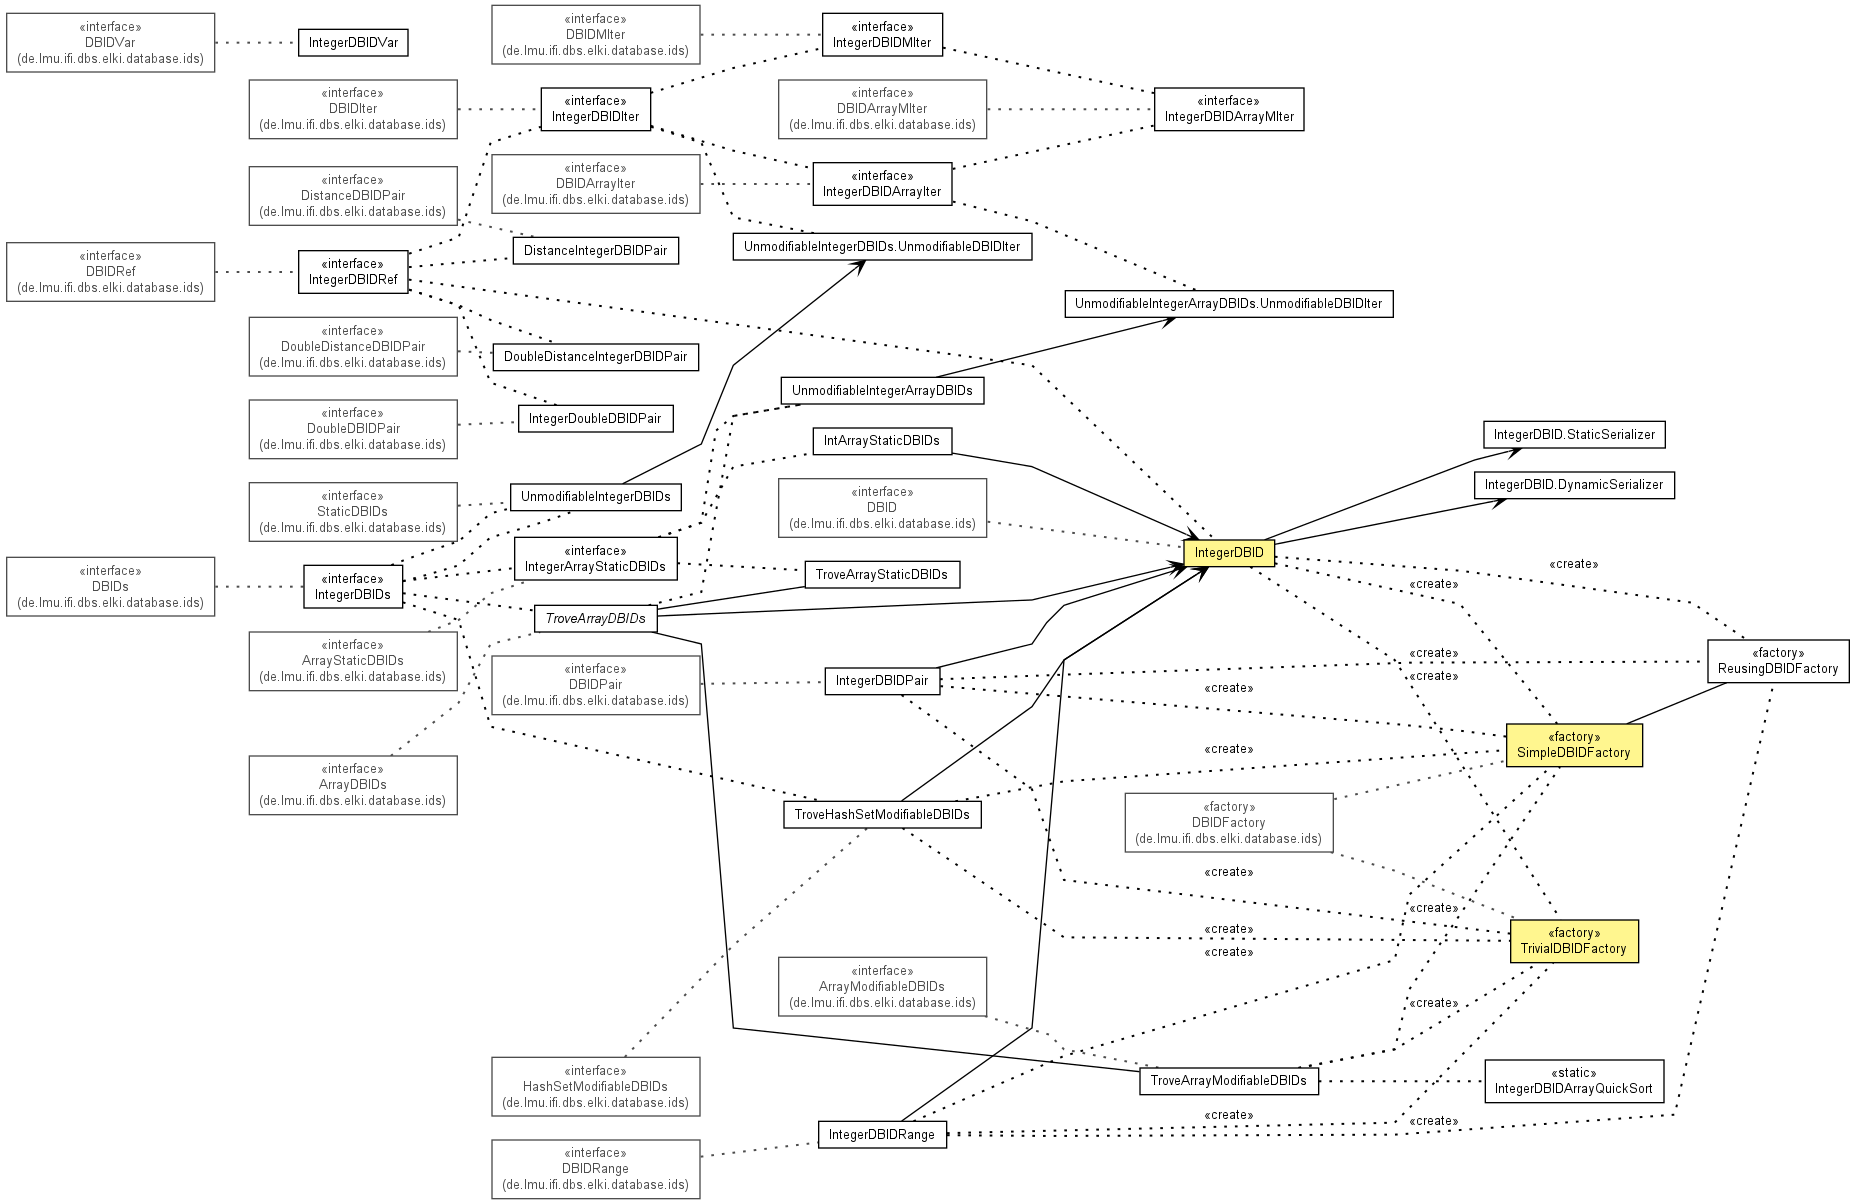 «interface»
DBIDVar
(de.lmu.ifi.dbs.elki.database.ids)
IntegerDBIDVar
«interface»
DBIDMIter
(de.lmu.ifi.dbs.elki.database.ids)
«interface»
IntegerDBIDMIter
«interface»
DBIDIter
(de.lmu.ifi.dbs.elki.database.ids)
«interface»
IntegerDBIDIter
«interface»
DBIDArrayMIter
(de.lmu.ifi.dbs.elki.database.ids)
«interface»
IntegerDBIDArrayMIter
«interface»
DistanceDBIDPair
(de.lmu.ifi.dbs.elki.database.ids)
«interface»
DBIDArrayIter
(de.lmu.ifi.dbs.elki.database.ids)
«interface»
IntegerDBIDArrayIter
«interface»
DBIDRef
(de.lmu.ifi.dbs.elki.database.ids)
«interface»
IntegerDBIDRef
DistanceIntegerDBIDPair
UnmodifiableIntegerDBIDs.UnmodifiableDBIDIter
UnmodifiableIntegerArrayDBIDs.UnmodifiableDBIDIter
«interface»
DoubleDistanceDBIDPair
(de.lmu.ifi.dbs.elki.database.ids)
DoubleDistanceIntegerDBIDPair
UnmodifiableIntegerArrayDBIDs
«interface»
DoubleDBIDPair
(de.lmu.ifi.dbs.elki.database.ids)
IntegerDoubleDBIDPair
IntArrayStaticDBIDs
IntegerDBID.StaticSerializer
«interface»
StaticDBIDs
(de.lmu.ifi.dbs.elki.database.ids)
UnmodifiableIntegerDBIDs
«interface»
DBID
(de.lmu.ifi.dbs.elki.database.ids)
IntegerDBID.DynamicSerializer
«interface»
DBIDs
(de.lmu.ifi.dbs.elki.database.ids)
«interface»
IntegerDBIDs
«interface»
IntegerArrayStaticDBIDs
TroveArrayStaticDBIDs
IntegerDBID
«create»
«create»
TroveArrayDBIDs
«interface»
ArrayStaticDBIDs
(de.lmu.ifi.dbs.elki.database.ids)
«interface»
DBIDPair
(de.lmu.ifi.dbs.elki.database.ids)
IntegerDBIDPair
«create»
«create»
«create»
«factory»
ReusingDBIDFactory
«interface»
ArrayDBIDs
(de.lmu.ifi.dbs.elki.database.ids)
«create»
«factory»
SimpleDBIDFactory
TroveHashSetModifiableDBIDs
«factory»
DBIDFactory
(de.lmu.ifi.dbs.elki.database.ids)
«create»
«create»
«create»
«create»
«factory»
TrivialDBIDFactory
«interface»
ArrayModifiableDBIDs
(de.lmu.ifi.dbs.elki.database.ids)
«create»
«interface»
HashSetModifiableDBIDs
(de.lmu.ifi.dbs.elki.database.ids)
TroveArrayModifiableDBIDs
«static»
IntegerDBIDArrayQuickSort
«create»
«create»
IntegerDBIDRange
«interface»
DBIDRange
(de.lmu.ifi.dbs.elki.database.ids)